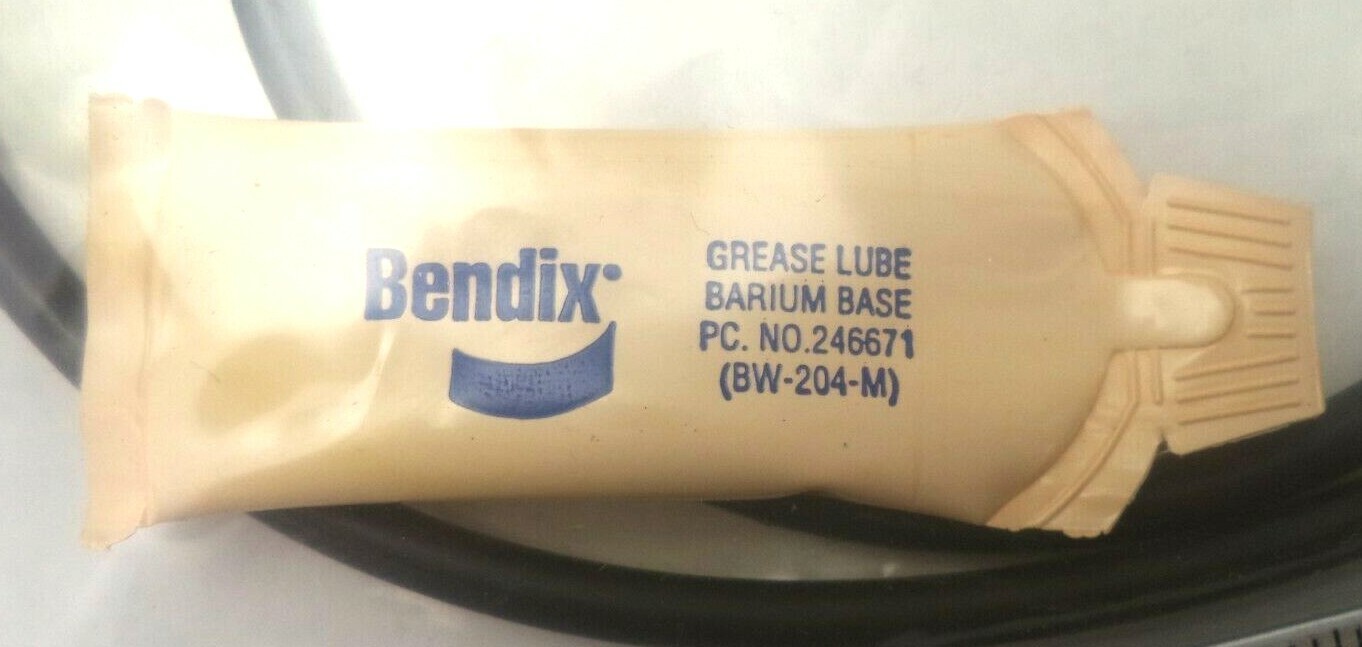 Bendix
GREASE LUBE
BARIUM BASE
PC. NO.246671
(BW-204-M)